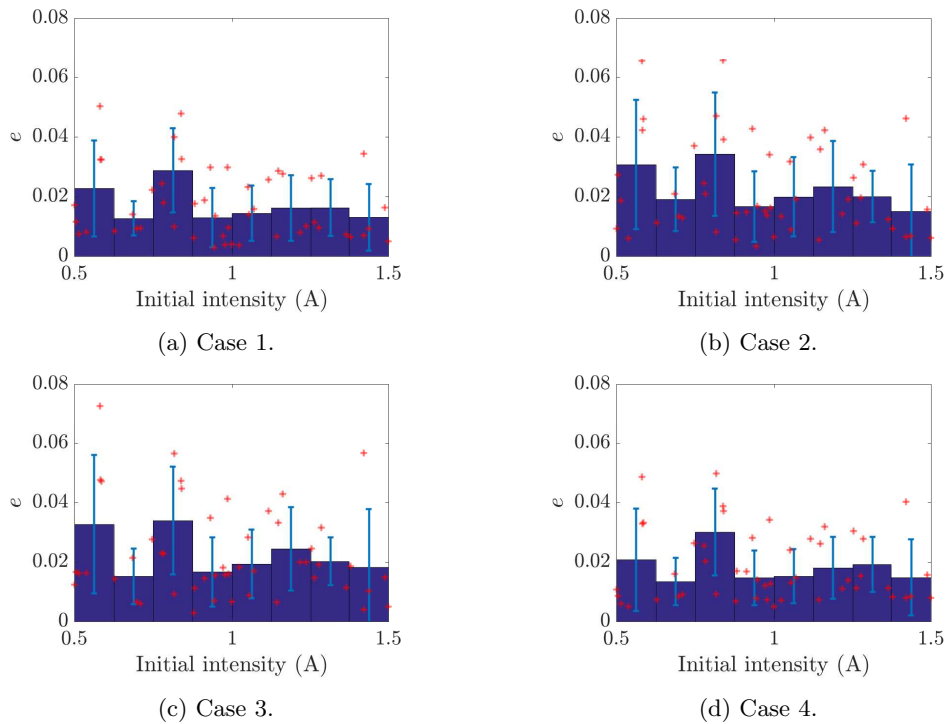 0.08 0.08
0.06 0.06
0.04 0.04
e e
0.02 0.02
0 0
0.5 1 1.5 0.5 1 1.5
Initial intensity (A) Initial intensity (A)
(a) Case 1. (b) Case 2.
0.08 0.08
0.06 0.06
0.04 0.04
e e
0.02 0.02
0 0
0.5 1 1.5 0.5 1 1.5
Initial intensity (A) Initial intensity (A)
(c) Case 3. (d) Case 4.